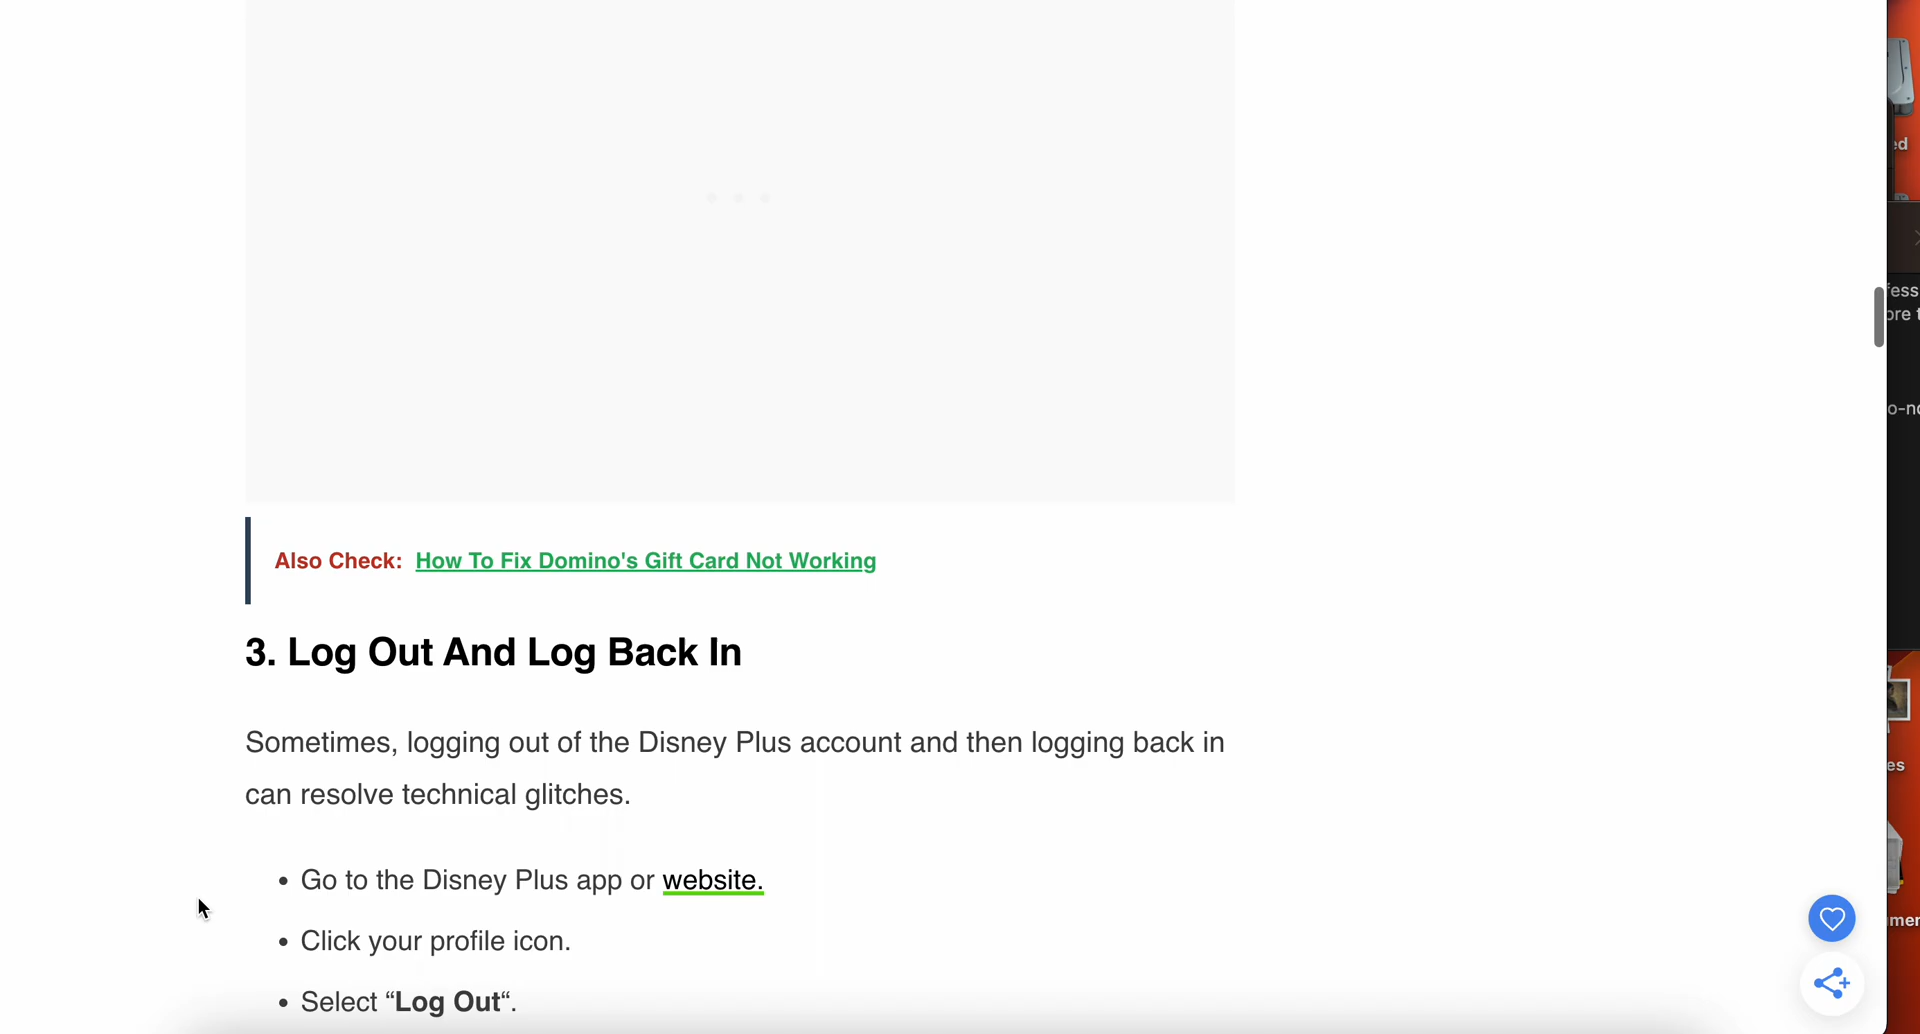 Also Check: How To Fix Domino's Gift Card Not Working
3. Log Out And Log Back In
Sometimes, logging out of the Disney Plus account and then logging back in
can resolve technical glitches.
• Go to the Disney Plus app or website.
• Click your profile icon.
• Select “Log Out“.